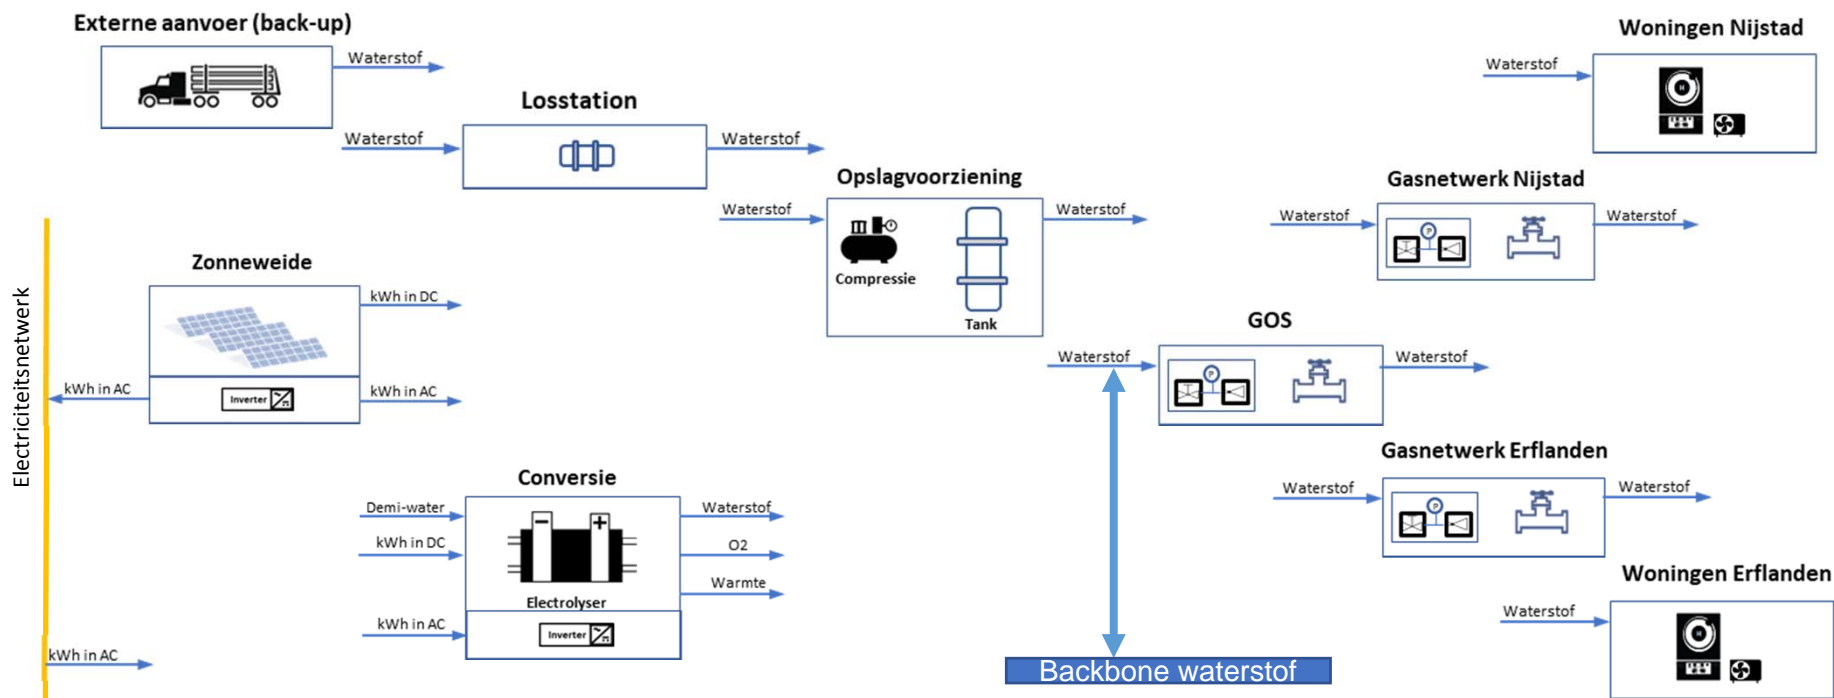 Externe aanvoer (back-up)
Waterstof
Losstation
Waterstof
Waterstof
Opslagvoorziening
Waterstof
Compressie
Tank
Waterstof
Woningen Nijstad
Waterstof
H
Gasnetwerk Nijstad
Waterstof
P
Waterstof
Electriciteitsnetwerk
Zonneweide
kWh in DC
kWh in AC
Inverter
kWh in AC
GOS
Waterstof
P
Waterstof
Conversie
Demi-water
kWh in DC
Electrolyser
Waterstof
O2
Warmte
kWh in AC
Inverter
kWh in AC
Gasnetwerk Erflanden
Waterstof
P
Waterstof
Woningen Erflanden
Waterstof
H
Backbone waterstof